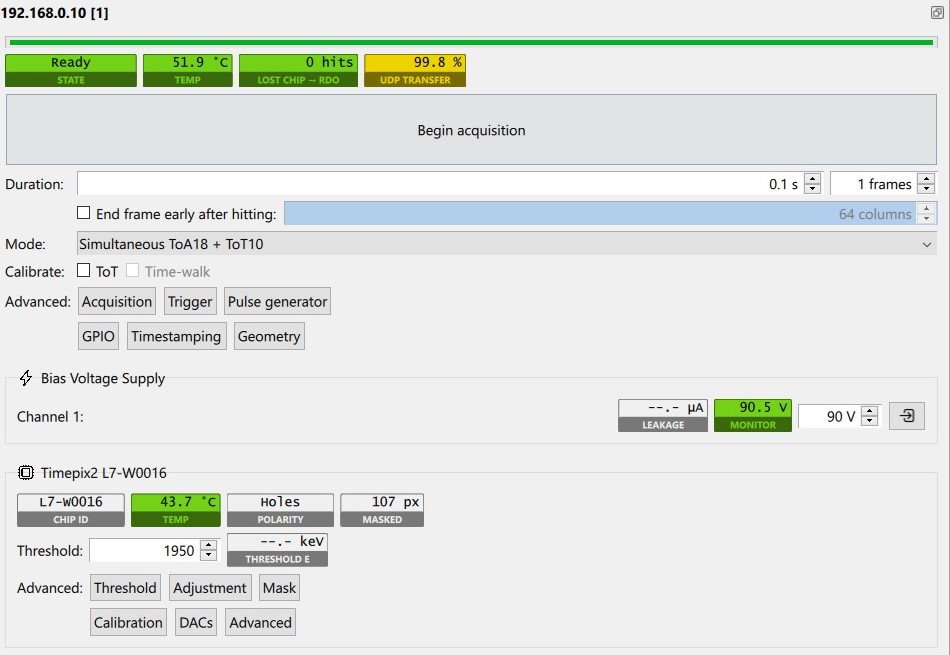 192.168.0.10 [1]
Ready 51.9 °C 0 hits 99.8 %
STATE TEMP LOST CHIP → RDO UDP TRANSFER
Begin acquisition
Duration: 0.1 s 1 frames
End frame early after hitting: 64 columns
Mode: Simultaneous ToA18 + ToT10
Calibrate: ToT Time-walk
Advanced: Acquisition Trigger Pulse generator
GPIO Timestamping Geometry
Bias Voltage Supply
Channel 1: --.- µA 90.5 V 90 V
LEAKAGE MONITOR
Timepix2 L7-W0016
L7-W0016 43.7 °C Holes 107 px
CHIP ID TEMP POLARITY MASKED
Threshold: 1950 --.- keV
THRESHOLD E
Advanced: Threshold Adjustment Mask
Calibration DACs Advanced